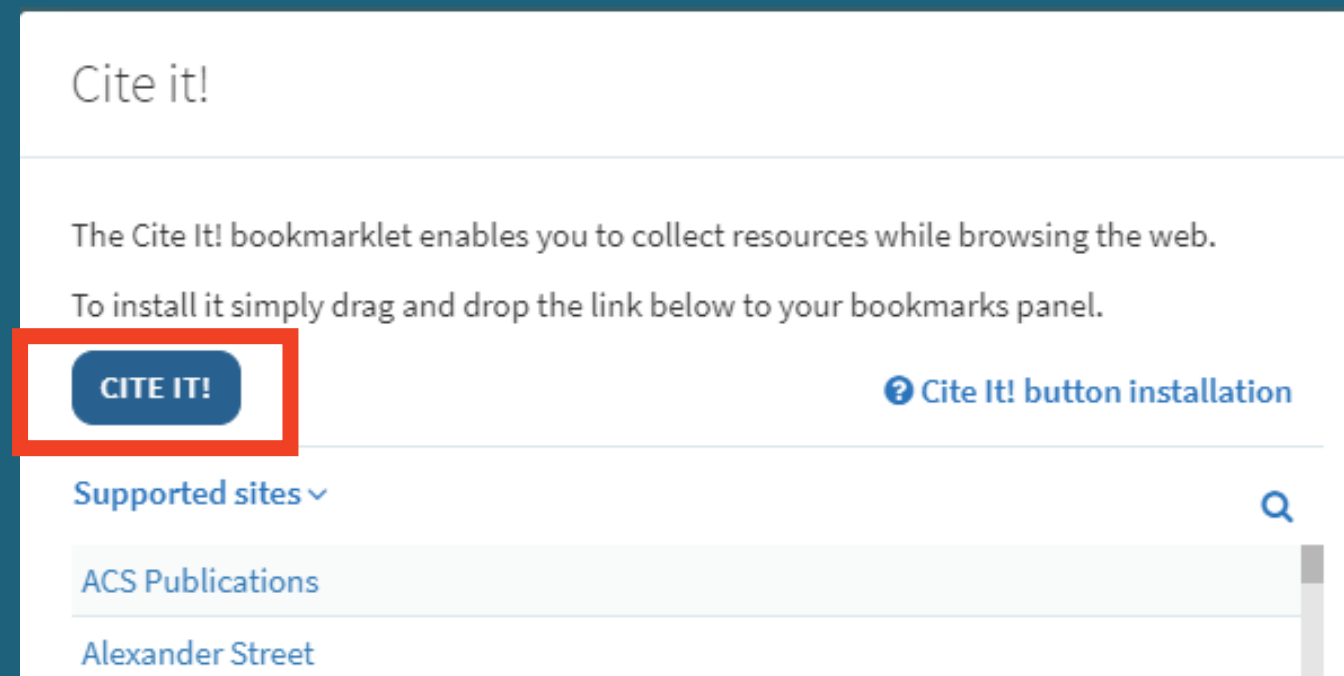 Cite it!
The Cite It! bookmarklet enables you to collect resources while browsing the web.
To install it simply drag and drop the link below to your bookmarks panel.
CITE IT!
Cite It! button installation
Supported sites
ACS Publications
Alexander Street